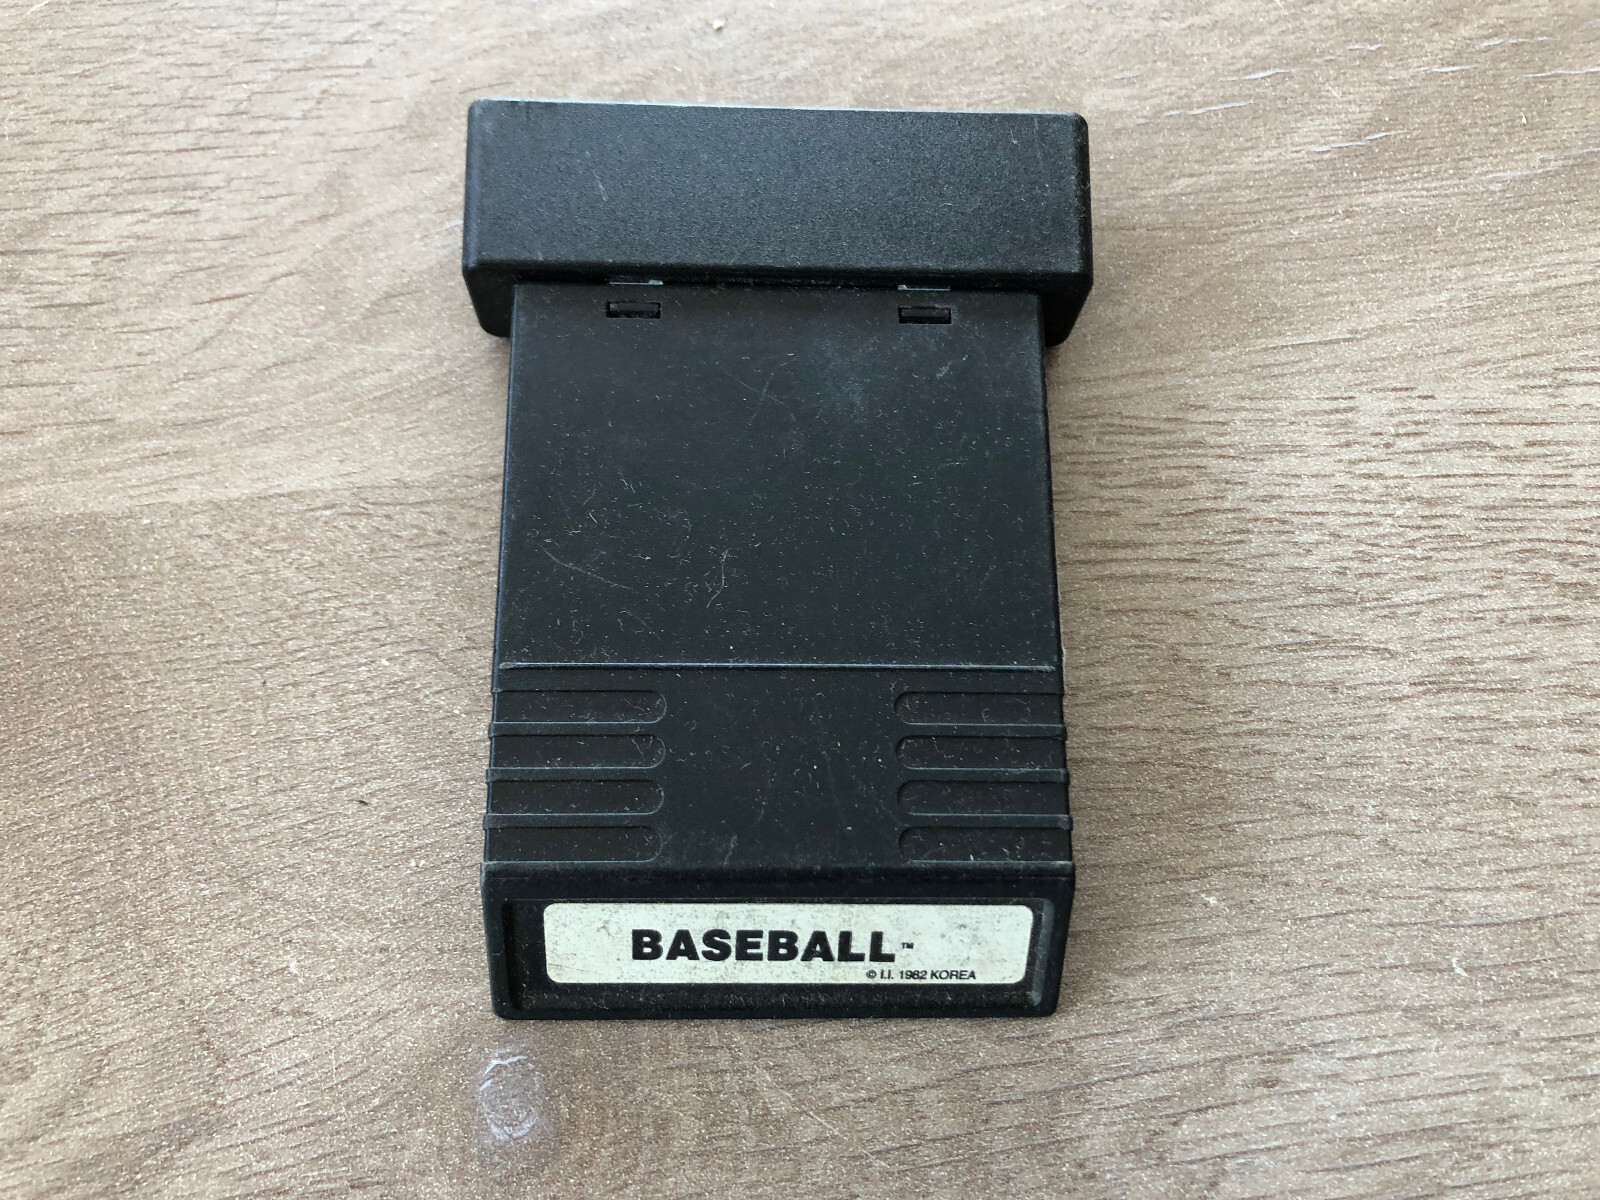 BASEBALL™
© I.I. 1982 KOREA